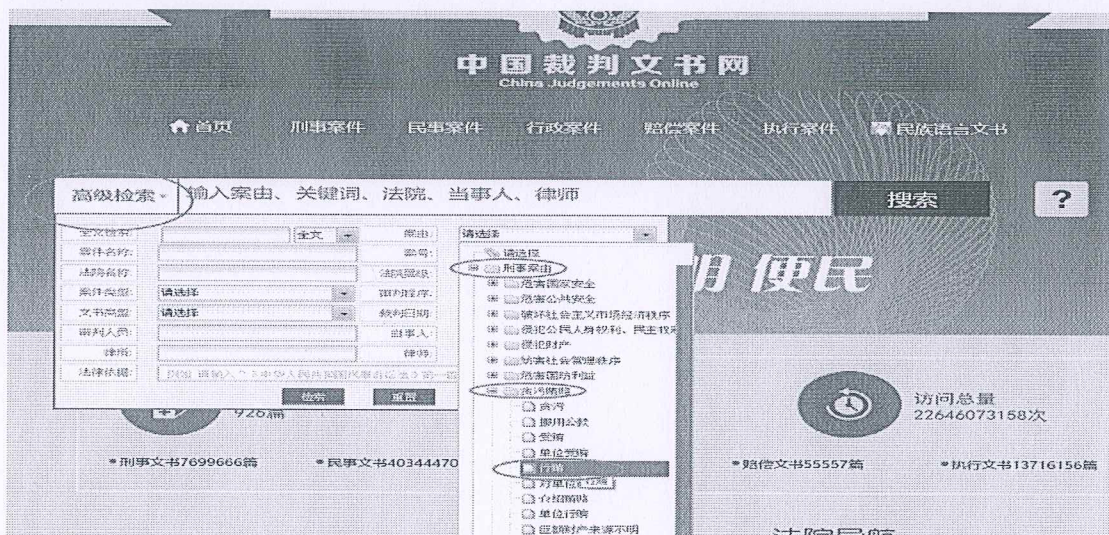 中国裁判文书网
China Judgements Online
首页 刑事案件 民事案件 行政案件 赔偿案件 执行案件 民族语言文书
高级检索 输入案由、关键词、法院、当事人、律师 搜索 ?
全文检索: 全文 案由: 请选择
案件名称: 案号: 请选择
法院名称: 法院层级: 刑事案由
案件类型: 请选择 审判程序: 危害国家安全
文书类型: 请选择 裁判日期: 危害公共安全
审判人员: 当事人: 破坏社会主义市场经济秩序
律所: 律师: 侵犯公民人身权利、民主权利
法律依据: 侵犯财产
检索 重置 妨害社会管理秩序
危害国防利益
贪污贿赂
贪污
挪用公款
受贿
单位受贿
行贿
对单位行贿
介绍贿赂
单位行贿
巨额财产来源不明
便民
926篇
访问总量
22646073158次
刑事文书7699666篇 民事文书40344470 赔偿文书55557篇 执行文书13716156篇
法院导航